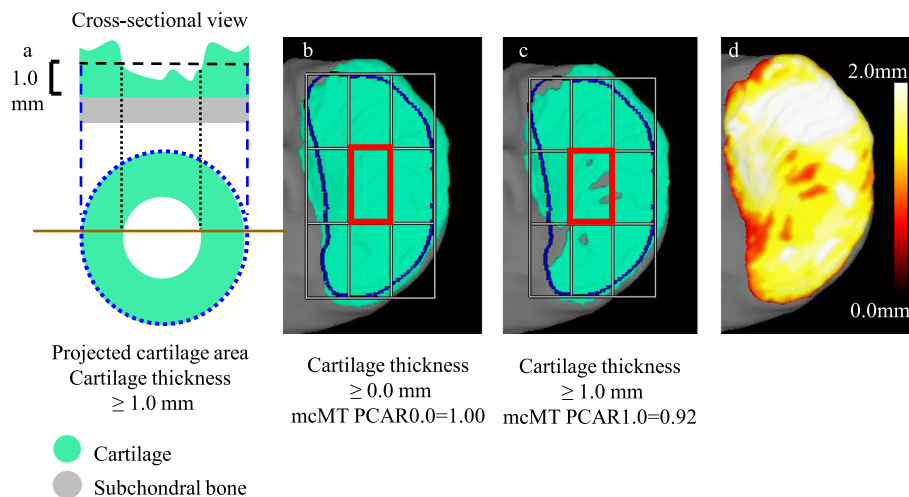 Cross-sectional view
a
1.0
mm
b
c
d
2.0mm
0.0mm
Projected cartilage area
Cartilage thickness
≥ 1.0 mm
Cartilage thickness
≥ 0.0 mm
mcMT PCAR0.0=1.00
Cartilage thickness
≥ 1.0 mm
mcMT PCAR1.0=0.92
Cartilage
Subchondral bone